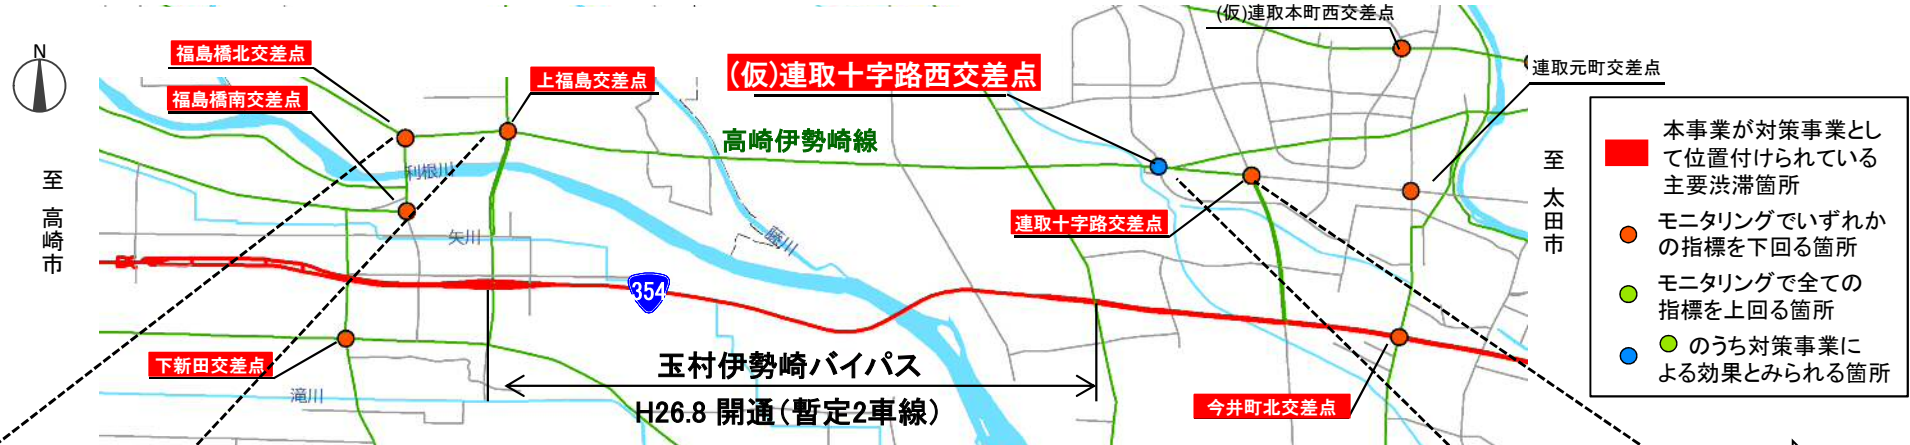 (仮)連取本町西交差点
N
福島橋北交差点
上福島交差点
(仮)連取十字路西交差点
連取元町交差点
福島橋南交差点
高崎伊勢崎線
本事業が対策事業とし
て位置付けられている
主要渋滞箇所
至 高崎市
利根川
至 太田市
連取十字路交差点
モニタリングでいずれか
の指標を下回る箇所
矢川
藤川
モニタリングで全ての
指標を上回る箇所
354
のうち対策事業に
よる効果とみられる箇所
下新田交差点
玉村伊勢崎バイパス
滝川
H26.8 開通(暫定2車線)
今井町北交差点